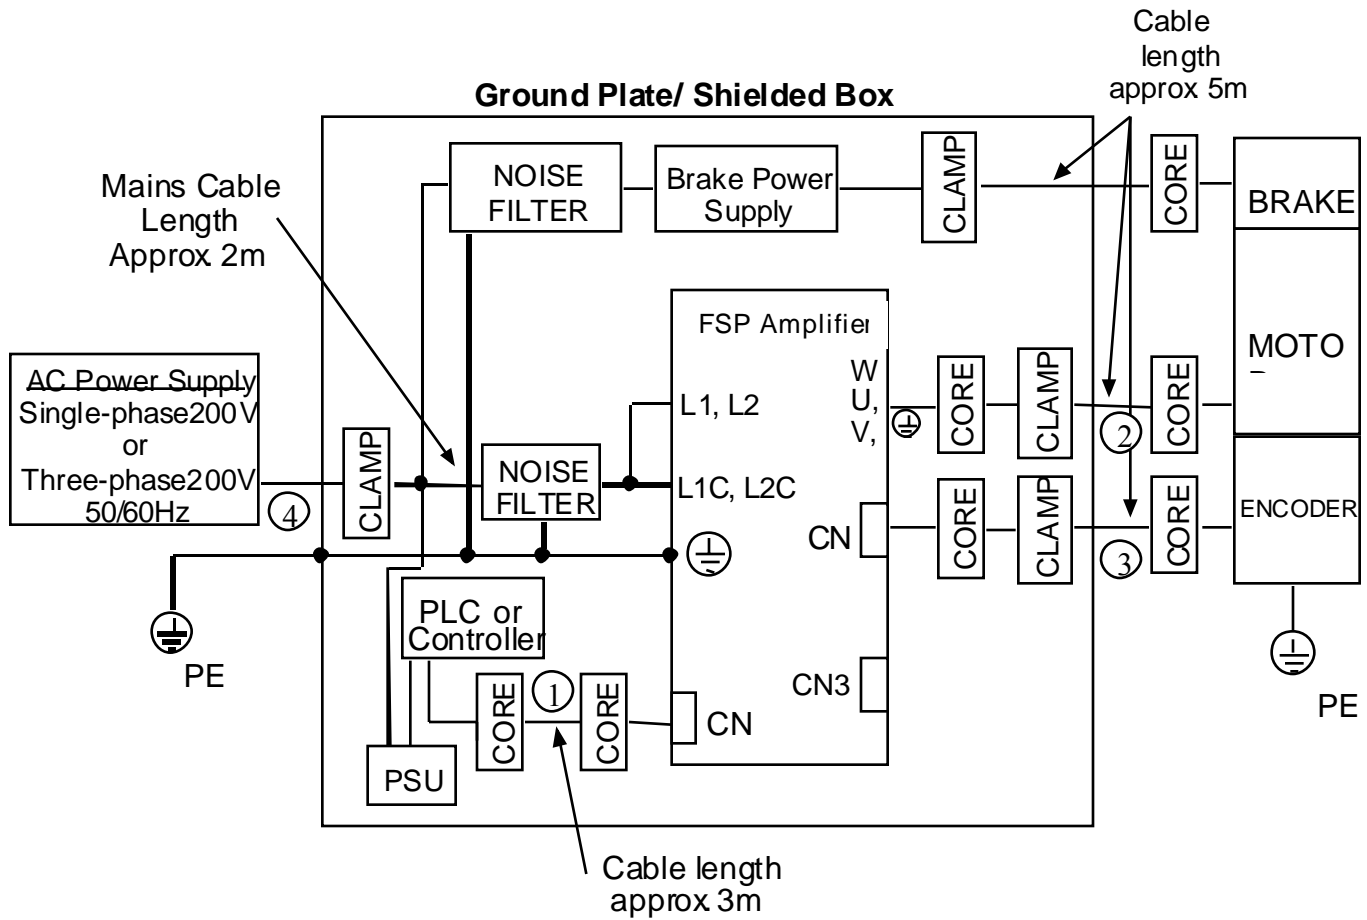 Cable
length
approx. 5m
Ground Plate/ Shielded Box
Mains Cable
Length
Approx. 2m
NOISE
FILTER
Brake Power
Supply
CLAMP
CORE
BRAKE
FSP Amplifier
MOTO
AC Power Supply
Single-phase200V
or
Three-phase200V
50/60Hz
4
CLAMP
NOISE
FILTER
L1, L2
L1C, L2C
W
U,
V,
CORE
CLAMP
2
CORE
CN
CORE
CLAMP
3
CORE
ENCODER
PE
PLC or
Controller
CORE
1
CORE
CN
CN3
PSU
PE
Cable length
approx. 3m